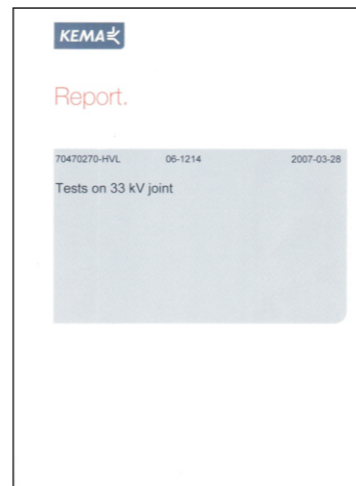 KEMA
Report.
70470270-HVL 06-1214 2007-03-28
Tests on 33 kV joint